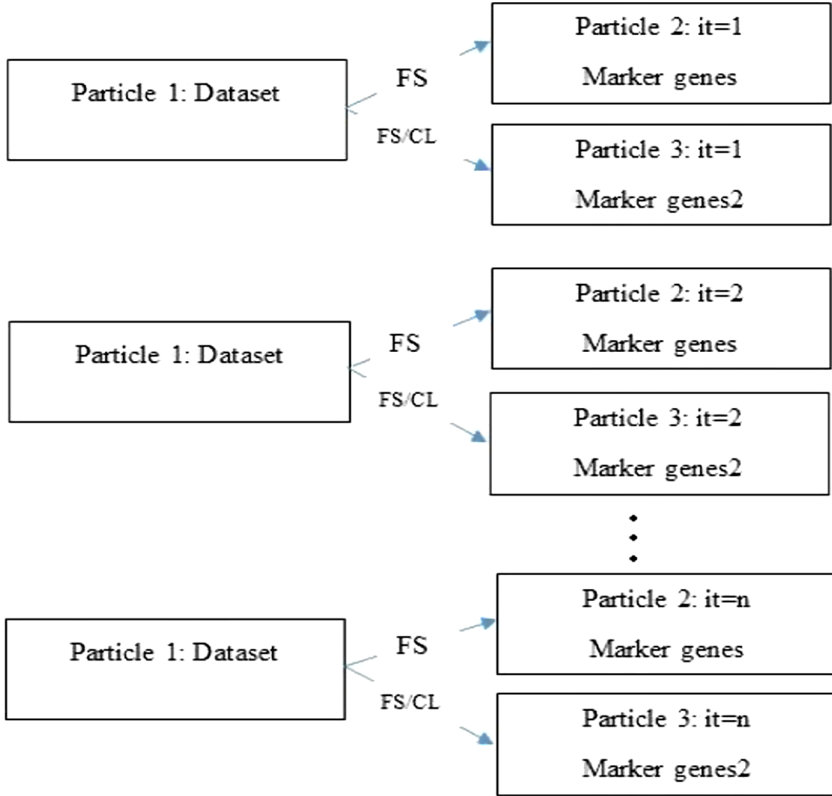 Particle 1: Dataset
FS
FS/CL
Particle 2: it=1
Marker genes
Particle 3: it=1
Marker genes2
Particle 1: Dataset
FS
FS/CL
Particle 2: it=2
Marker genes
Particle 3: it=2
Marker genes2
Particle 1: Dataset
FS
FS/CL
Particle 2: it=n
Marker genes
Particle 3: it=n
Marker genes2